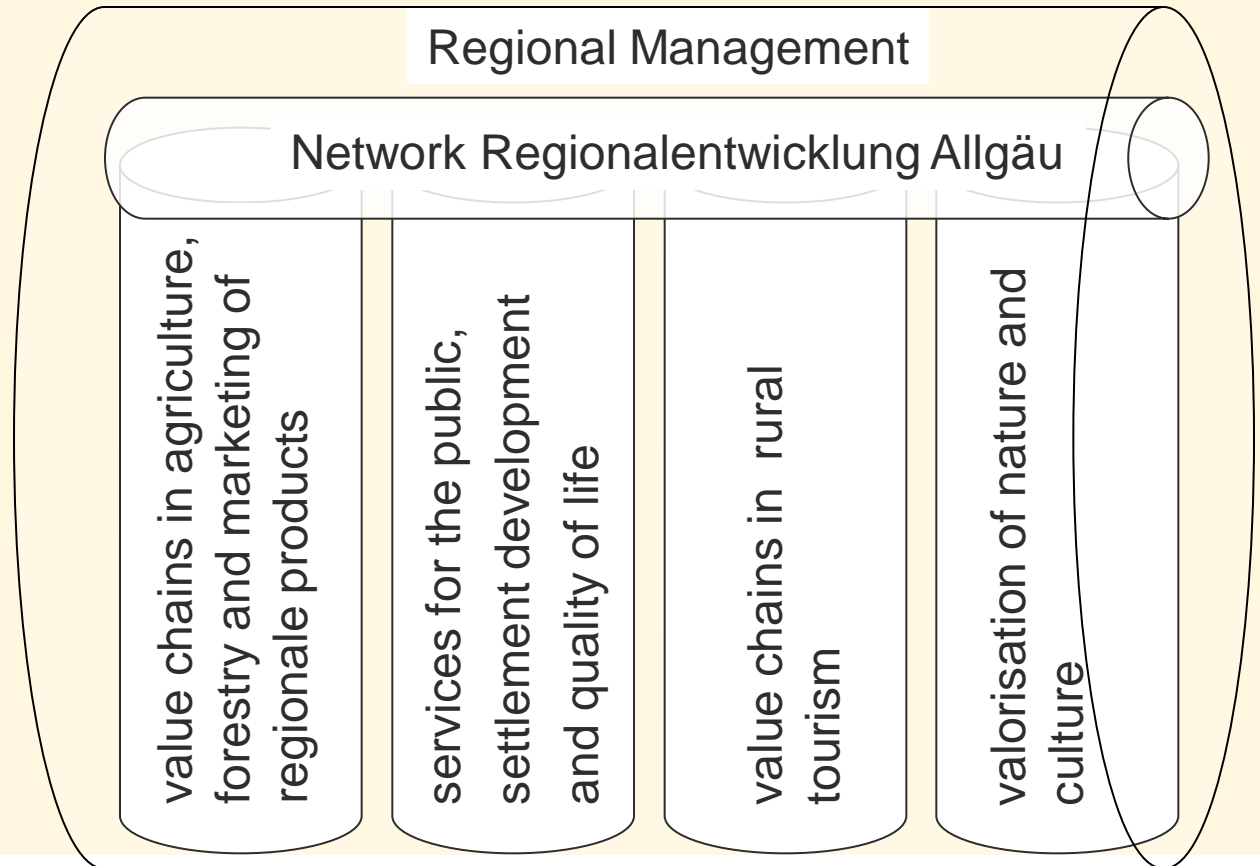 Regional Management
Network Regionalentwicklung Allgäu
value chains in agriculture,
forestry and marketing of
regionale products
services for the public,
settlement development
and quality of life
value chains in rural
tourism
valorisation of nature and
culture